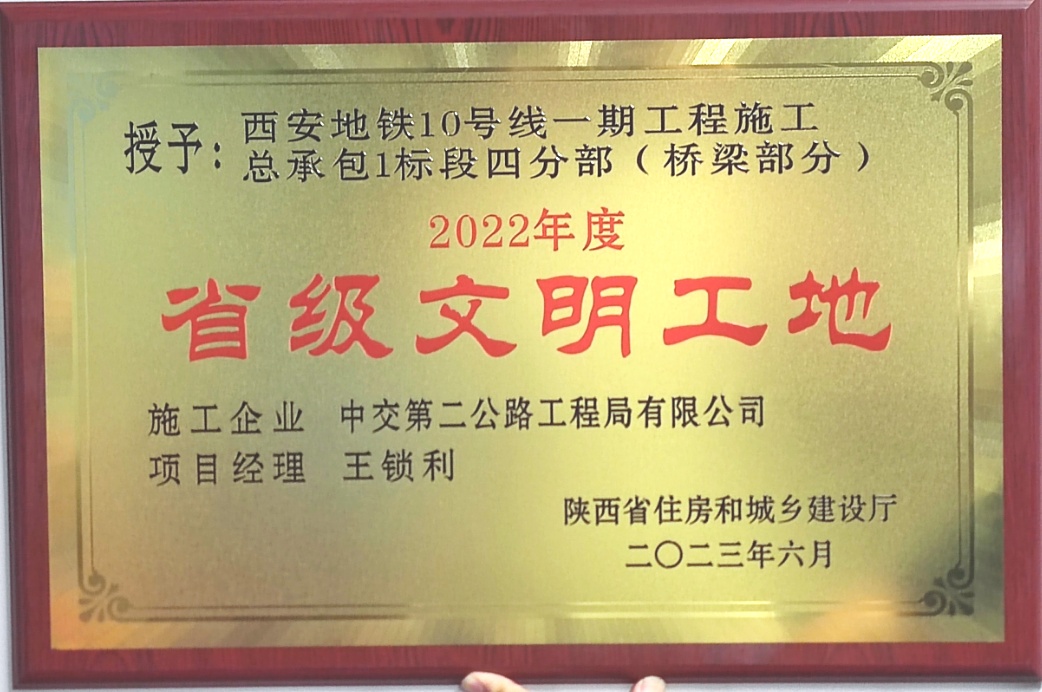 授予：
西安地铁10号线一期工程施工
总承包1标段四分部（桥梁部分）
2022年度
省级文明工地
施工企业 中交第二公路工程局有限公司
项目经理 王锁利
陕西省住房和城乡建设厅
二〇二三年六月